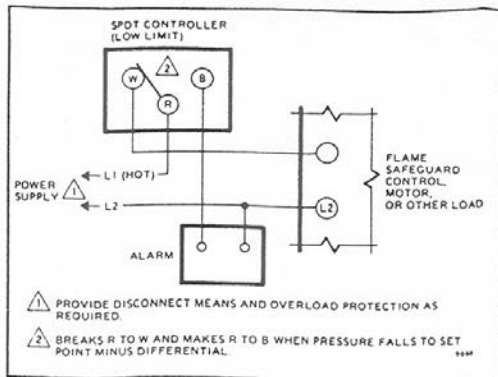 SPDT CONTROLLER
(LOW LIMIT)
W
2
B
R
L1 (HOT)
POWER
SUPPLY
1
L2
L2
FLAME
SAFEGUARD
CONTROL,
MOTOR,
OR OTHER LOAD
ALARM
1 PROVIDE DISCONNECT MEANS AND OVERLOAD PROTECTION AS
REQUIRED.
2 BREAKS R TO W AND MAKES R TO B WHEN PRESSURE FALLS TO SET
POINT MINUS DIFFERENTIAL.